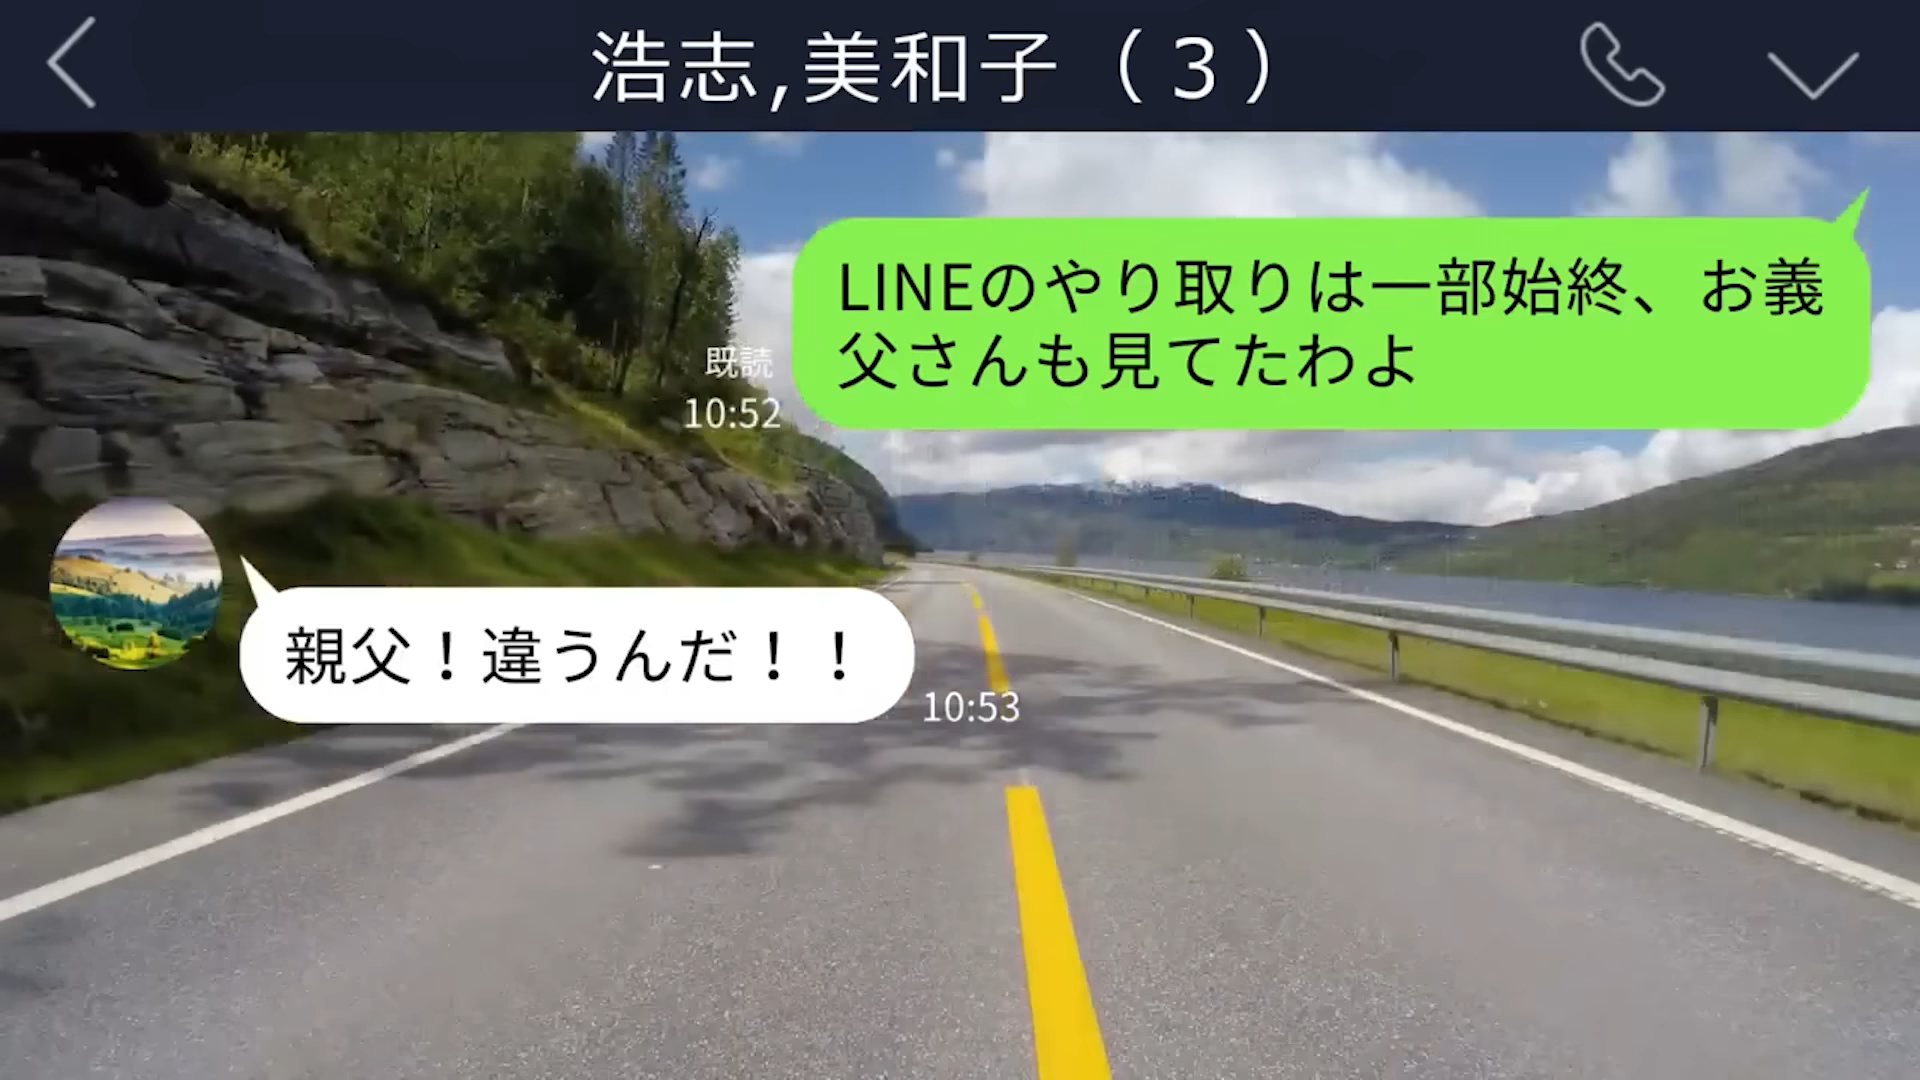 浩志,美和子（3）
LINEのやり取りは一部始終、お義
父さんも見てたわよ
既読
10:52
親父！違うんだ！！
10:53